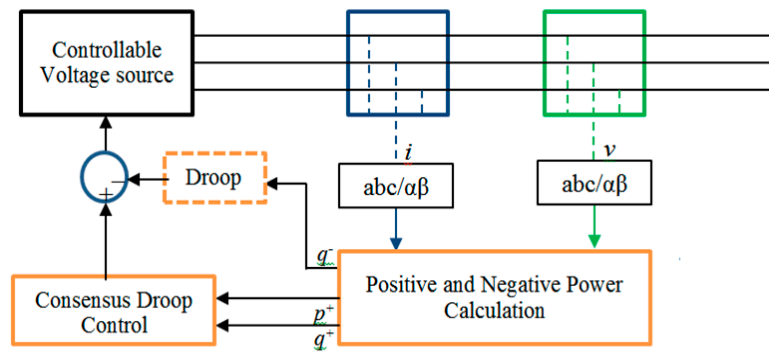 Controllable
Voltage source
i
v
abc/αβ
abc/αβ
Droop
−
+
q-
Positive and Negative Power
Calculation
Consensus Droop
Control
p+
q+